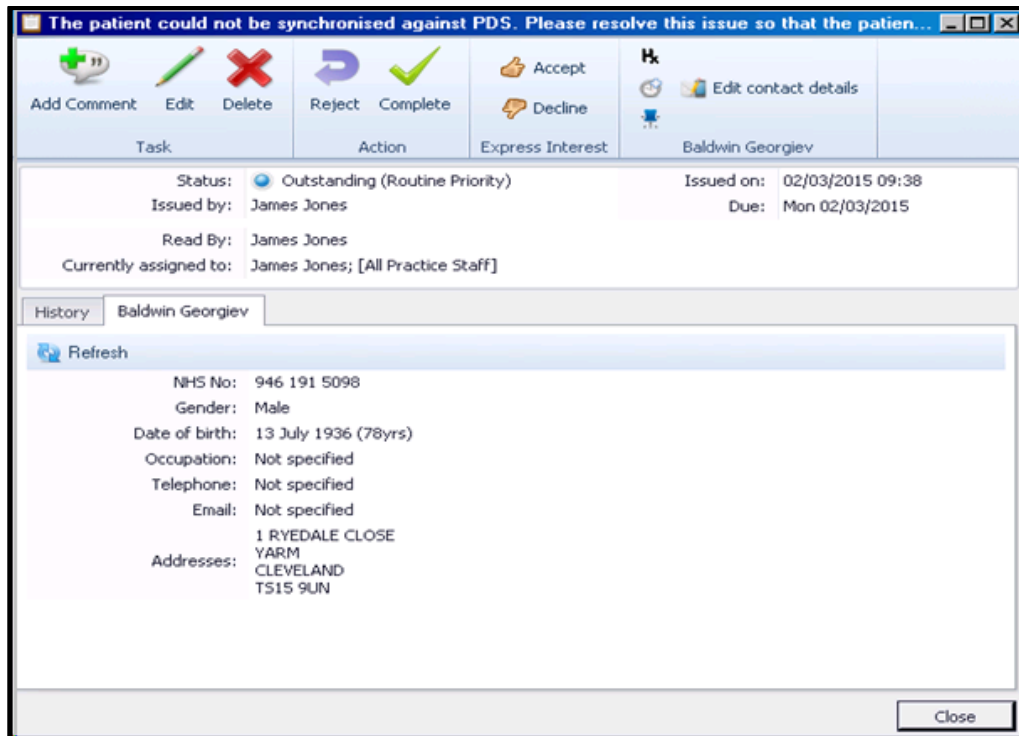 The patient could not be synchronised against PDS. Please resolve this issue so that the patien...
Add Comment Edit Delete Reject Complete Accept
Decline Edit contact details
Task Action Express Interest Baldwin Georgiev
Status: Outstanding (Routine Priority) Issued on: 02/03/2015 09:38
Issued by: James Jones Due: Mon 02/03/2015
Read By: James Jones
Currently assigned to: James Jones; [All Practice Staff]
History Baldwin Georgiev
Refresh
NHS No: 946 191 5098
Gender: Male
Date of birth: 13 July 1936 (78yrs)
Occupation: Not specified
Telephone: Not specified
Email: Not specified
Addresses: 1 RYEDALE CLOSE
YARM
CLEVELAND
TS15 9UN
Close